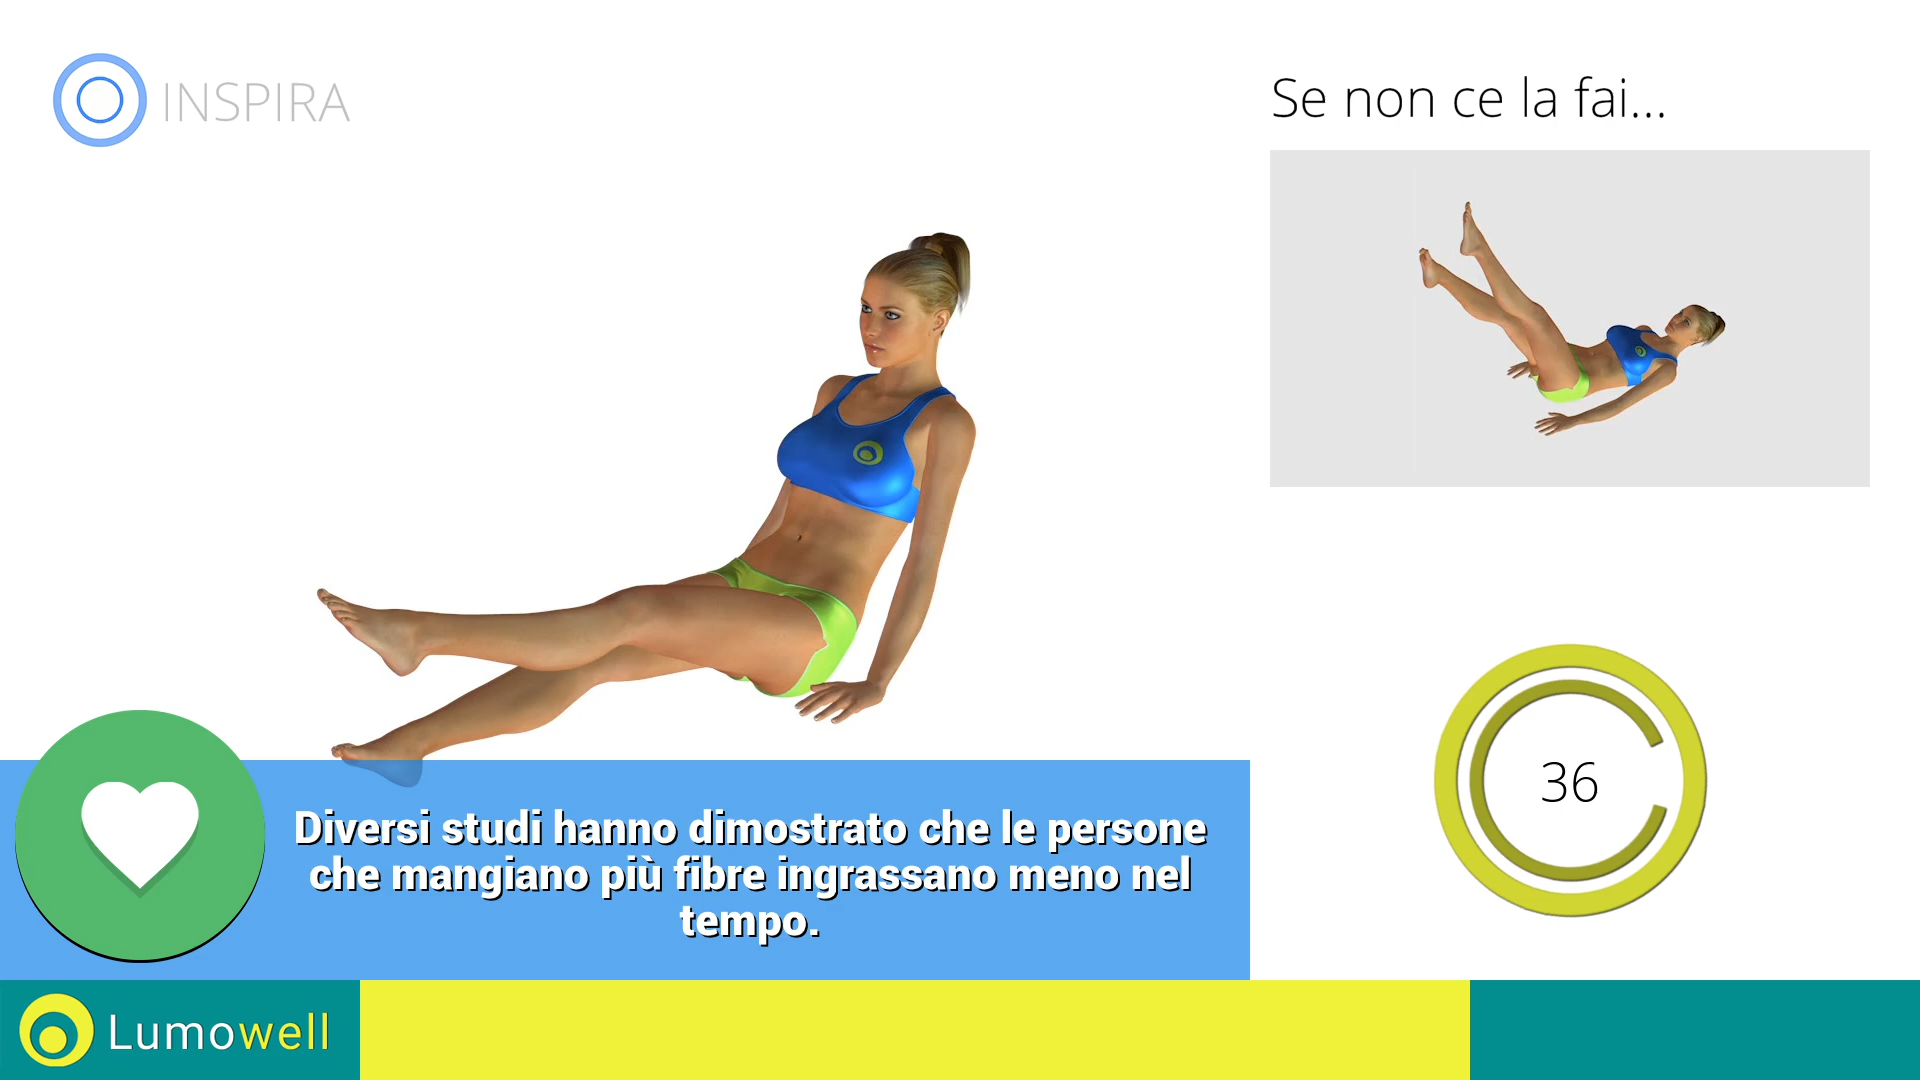 INSPIRA
Se non ce la fai...
36
Diversi studi hanno dimostrato che le persone
che mangiano più fibre ingrassano meno nel
tempo.
Lumowell